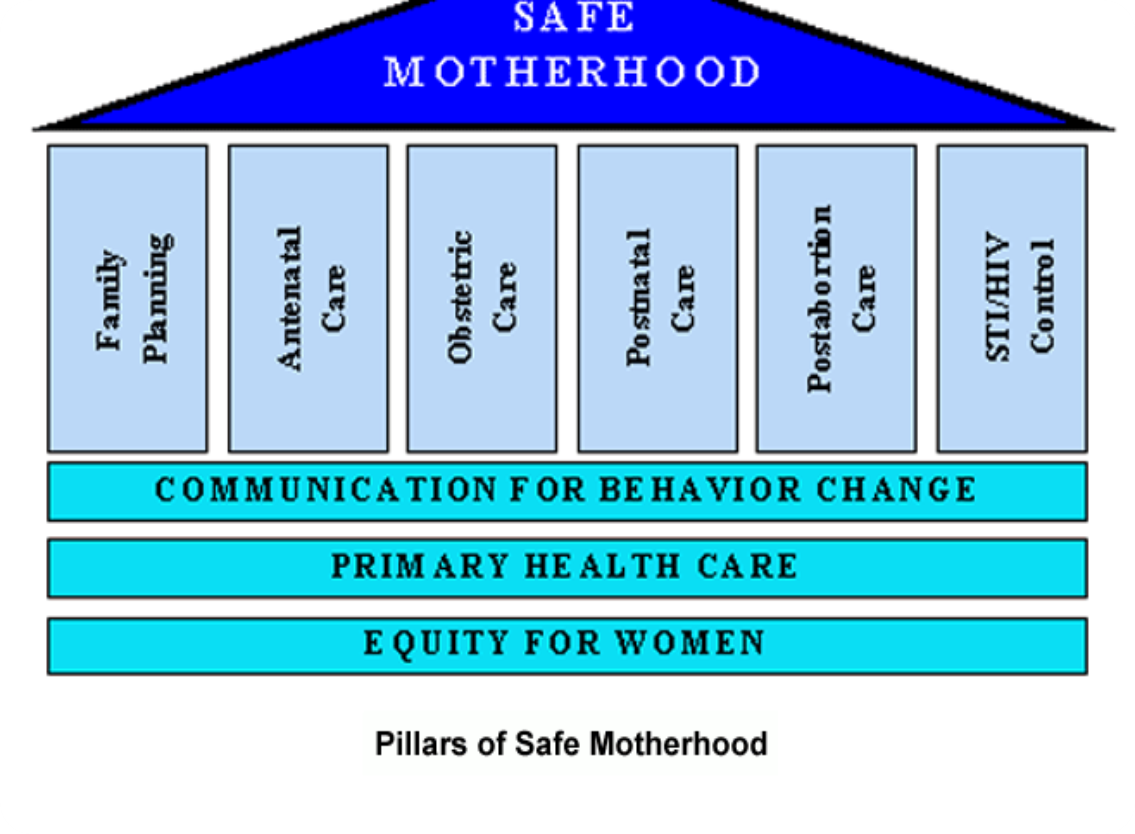 SAFE
MOTHERHOOD
Family
Planning
Antenatal
Care
Obstetric
Care
Postnatal
Care
Postabortion
Care
STI/HIV
Control
COMMUNICATION FOR BEHAVIOR CHANGE
PRIMARY HEALTH CARE
EQUITY FOR WOMEN
Pillars of Safe Motherhood